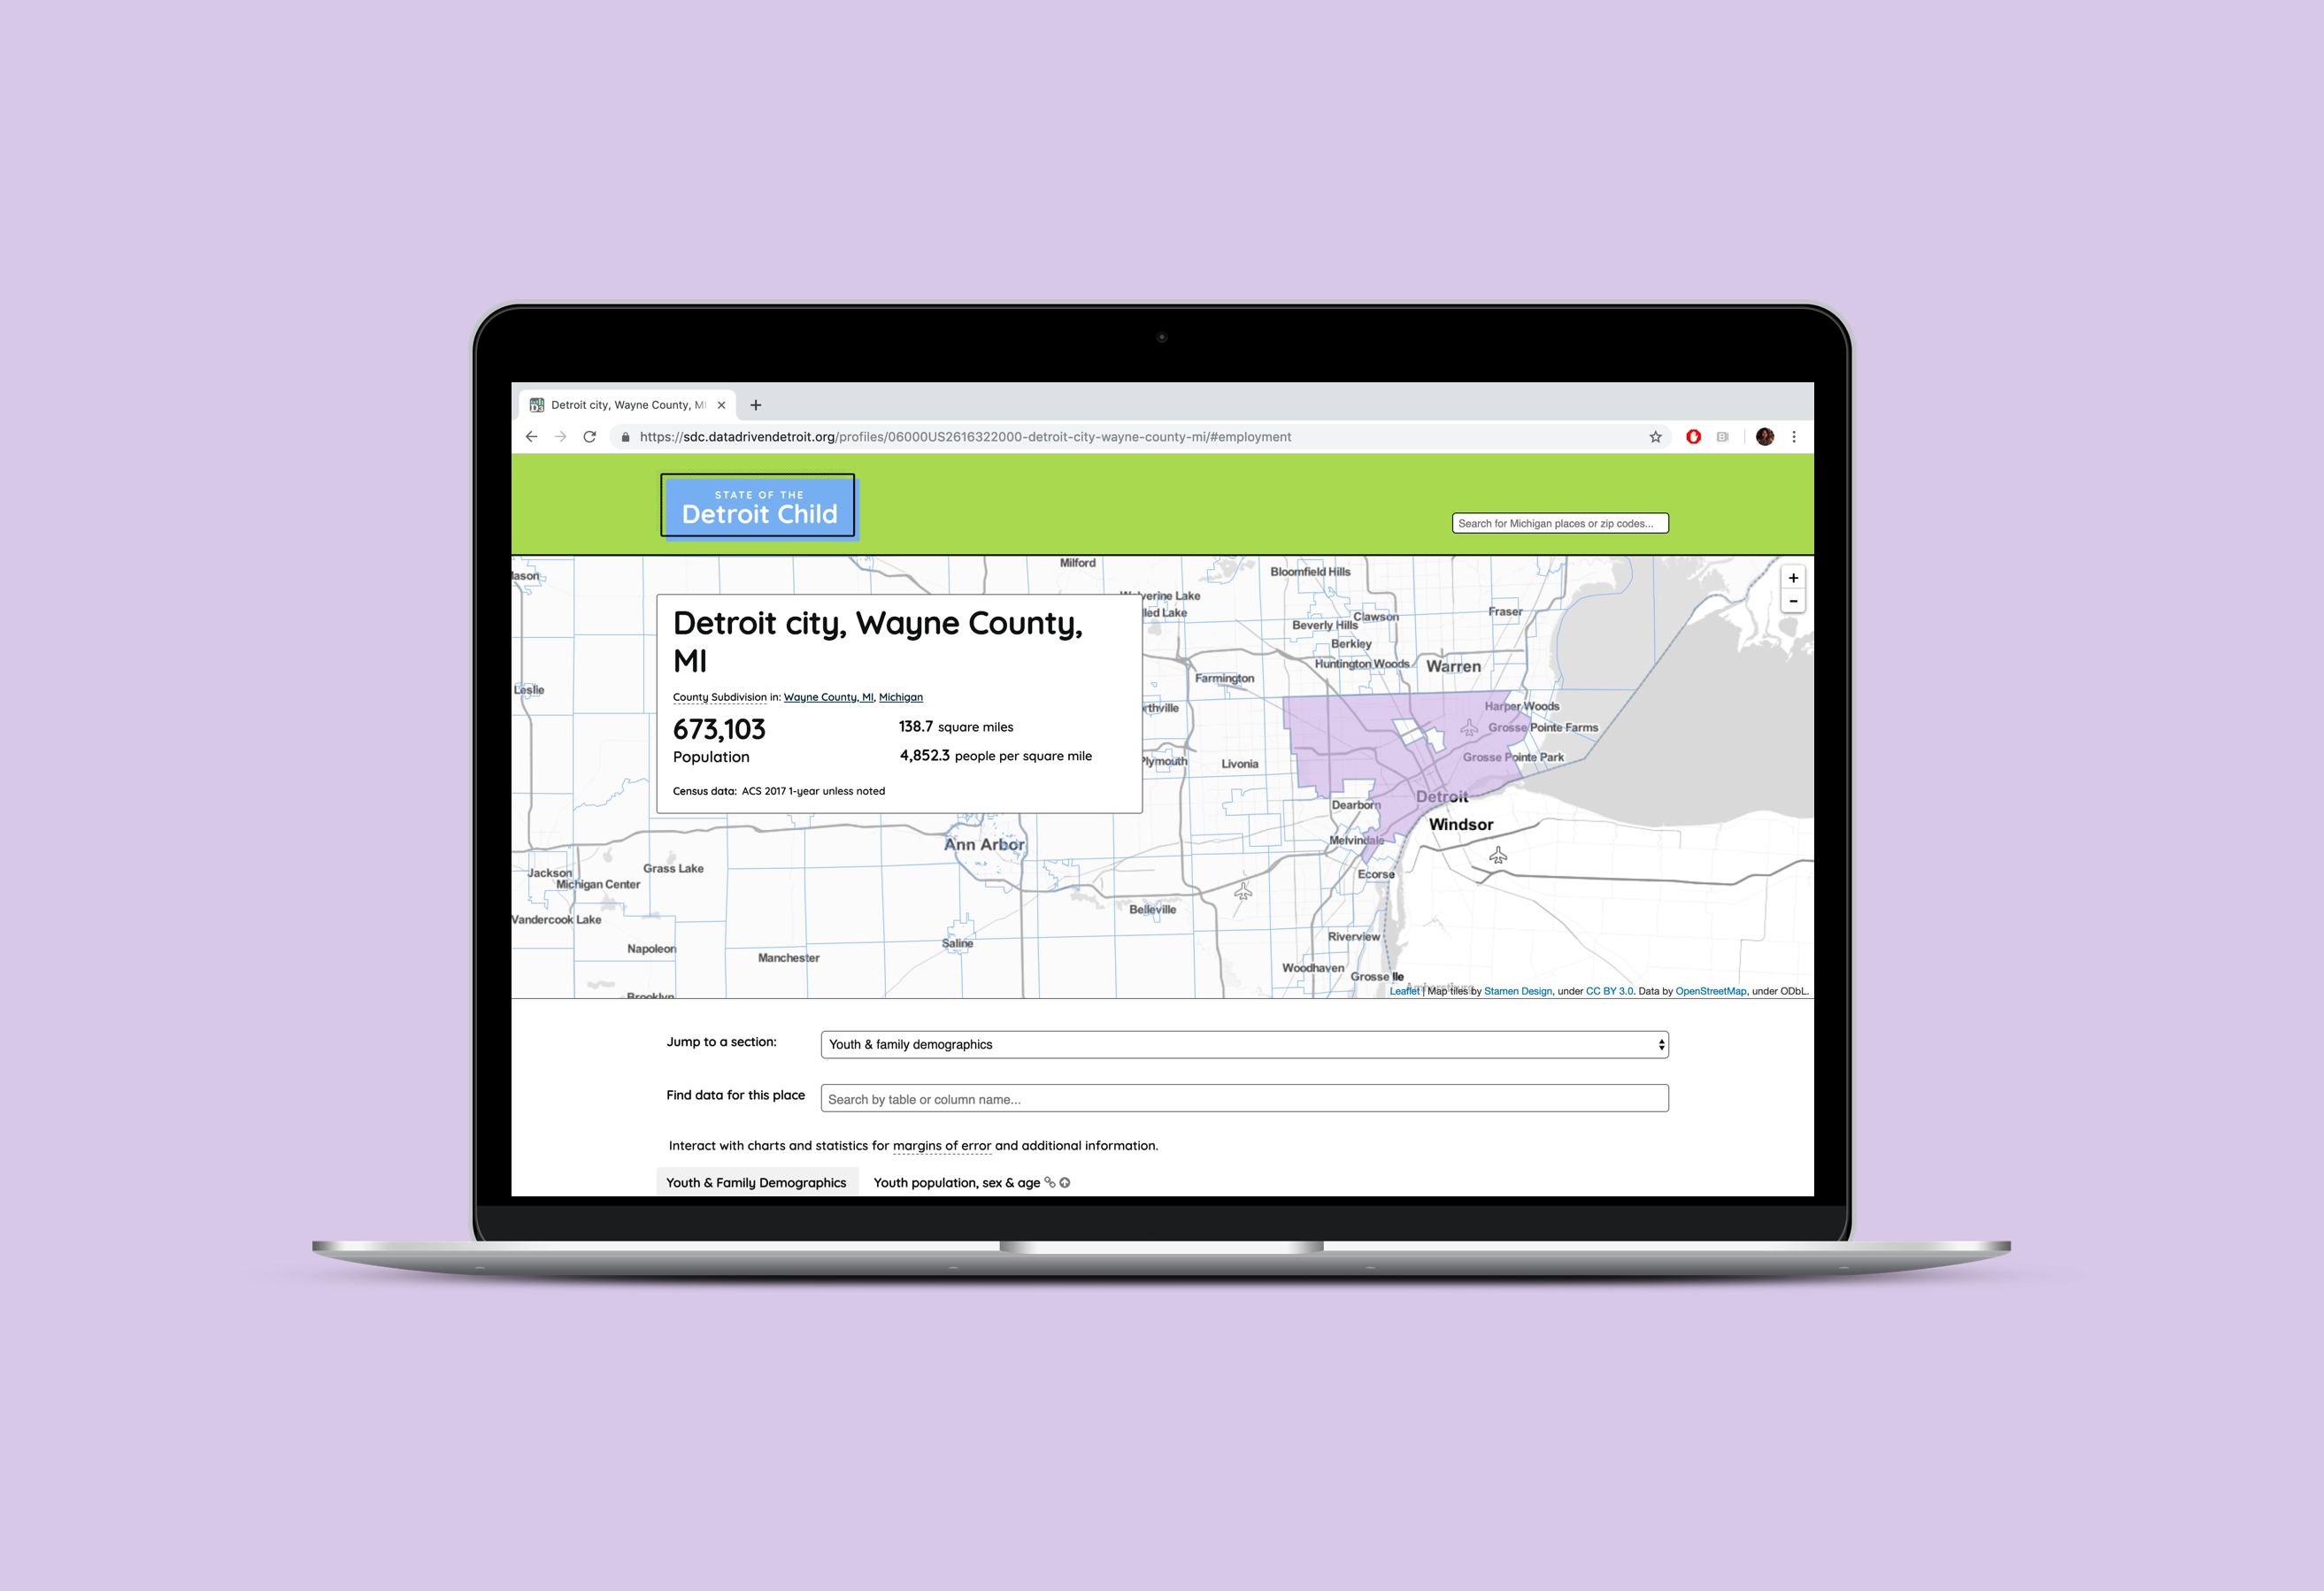 Detroit city, Wayne County, MI
https://sdc.datadrivendetroit.org/profiles/06000US2616322000-detroit-city-wayne-county-mi/#employment
STATE OF THE
Detroit Child
Search for Michigan places or zip codes...
Milford
Bloomfield Hills
Clawson
Fraser
Beverly Hills
Berkley
Huntington Woods
Warren
+
−
Leslie
Farmington
Detroit city, Wayne County,
MI
County Subdivision in: Wayne County, MI, Michigan
673,103
Population
138.7 square miles
4,852.3 people per square mile
Census data: ACS 2017 1-year unless noted
Harper Woods
Grosse Pointe Farms
Grosse Pointe Park
Plymouth
Livonia
Dearborn
Detroit
Windsor
Melvindale
Ecorse
Ann Arbor
Jackson
Michigan Center
Grass Lake
Vandercook Lake
Belleville
Napoleon
Manchester
Saline
Riverview
Woodhaven
Grosse Ile
Brooklyn
Leaflet | Map tiles by Stamen Design, under CC BY 3.0. Data by OpenStreetMap, under ODbL.
Jump to a section:
Youth & family demographics
Find data for this place
Search by table or column name...
Interact with charts and statistics for margins of error and additional information.
Youth & Family Demographics
Youth population, sex & age